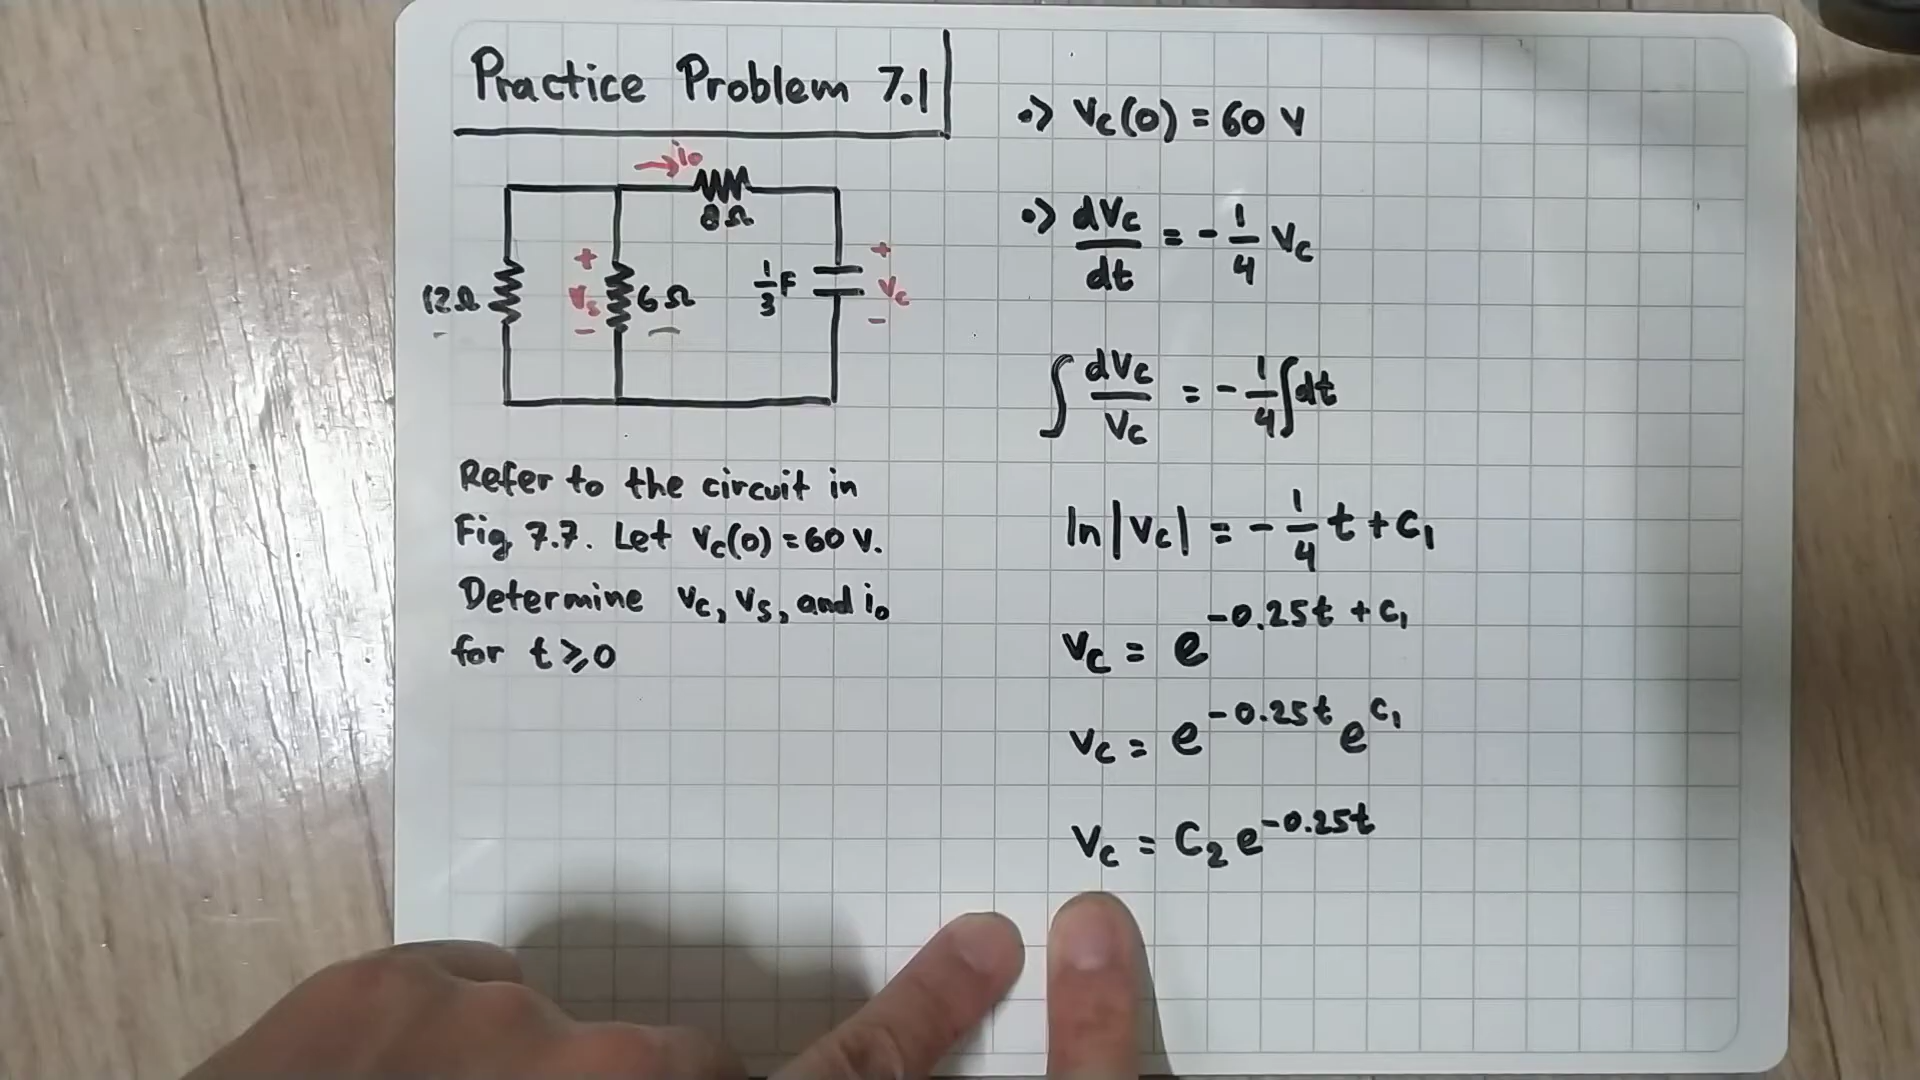 Practice Problem 7.1
→ i₀
8Ω
12Ω
+
Vs
-
6Ω
1/3 F
+
Vc
-
Refer to the circuit in
Fig. 7.7. Let Vc(0) = 60 V.
Determine Vc, Vs, and i₀
for t ⩾ 0
•> Vc(0) = 60 V
•> dVc/dt = - 1/4 Vc
∫ dVc/Vc = - 1/4 ∫ dt
ln|Vc| = - 1/4 t + C₁
Vc = e^(-0.25t + C₁)
Vc = e^(-0.25t) e^(C₁)
Vc = C₂ e^(-0.25t)